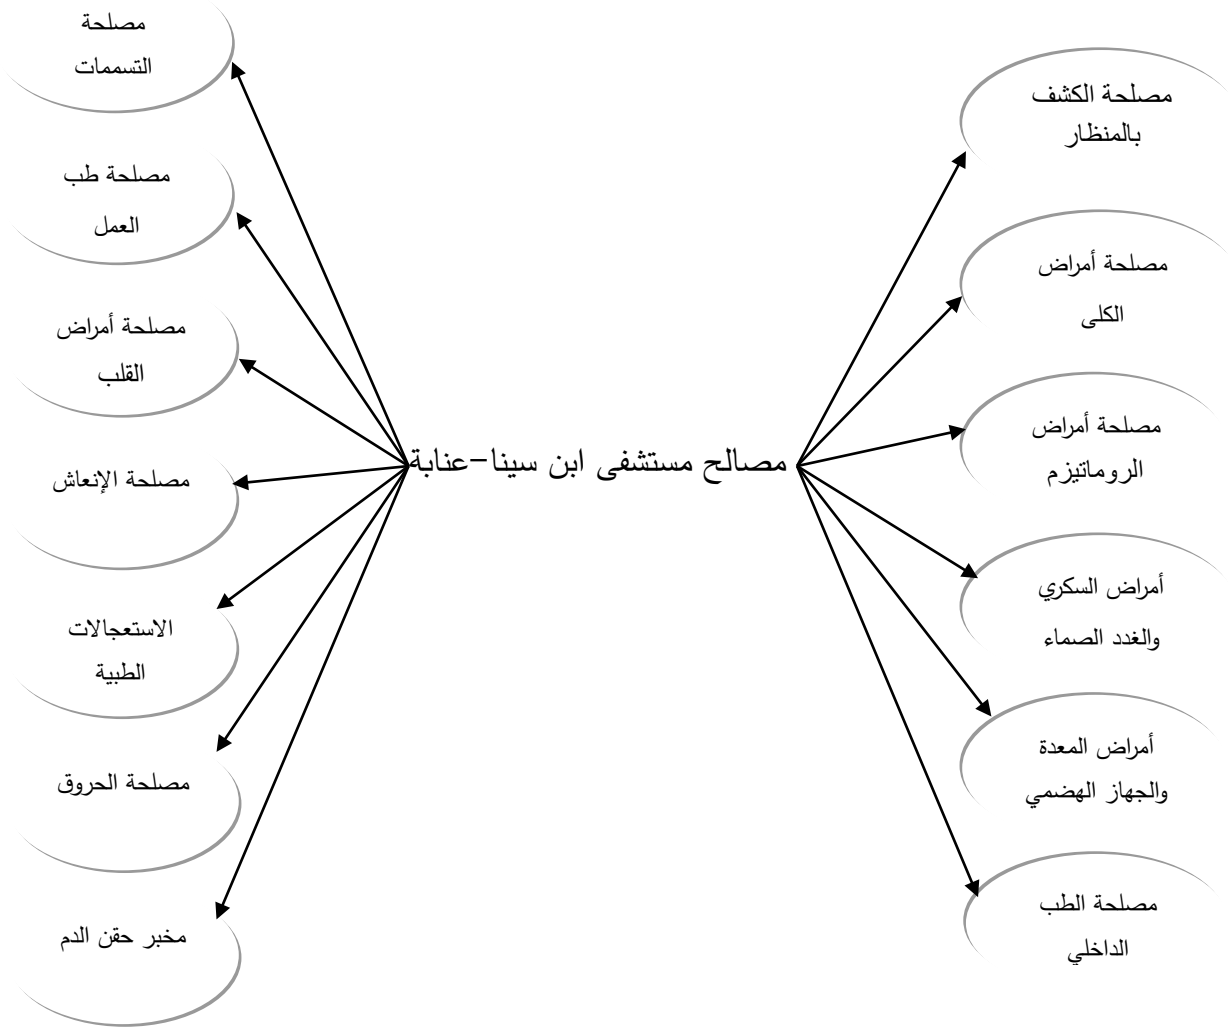 مصلحة الكشف
بالمنظار
مصلحة أمراض
الكلى
مصلحة أمراض
الروماتيزم
أمراض السكري
والغدد الصماء
أمراض المعدة
والجهاز الهضمي
مصلحة الطب
الداخلي
مصالح مستشفى ابن سينا-عنابة
مصلحة
التسممات
مصلحة طب
العمل
مصلحة أمراض
القلب
مصلحة الإنعاش
الاستعجالات
الطبية
مصلحة الحروق
مخبر حقن الدم